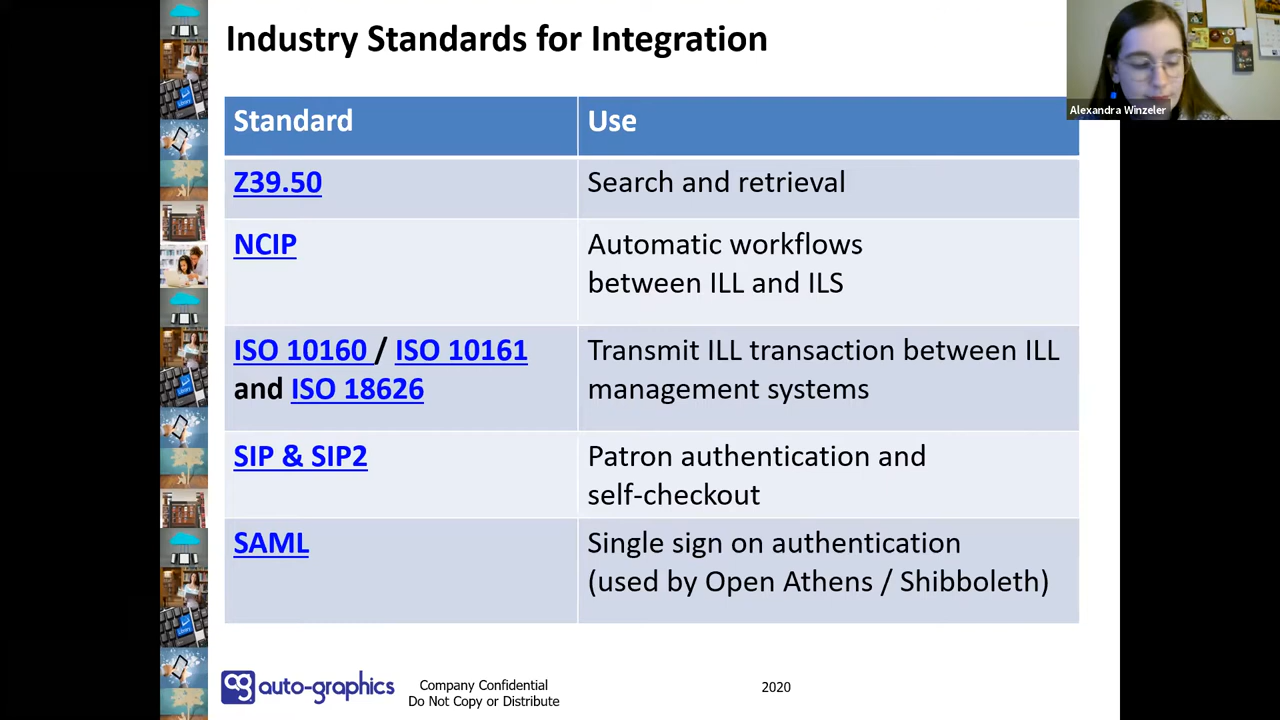 Industry Standards for Integration
Alexandra Winzeler
Standard
Use
Z39.50
Search and retrieval
NCIP
Automatic workflows
between ILL and ILS
ISO 10160 / ISO 10161
and ISO 18626
Transmit ILL transaction between ILL
management systems
SIP & SIP2
Patron authentication and
self-checkout
SAML
Single sign on authentication
(used by Open Athens / Shibboleth)
auto-graphics
Company Confidential
Do Not Copy or Distribute
2020
Library
Library
Library